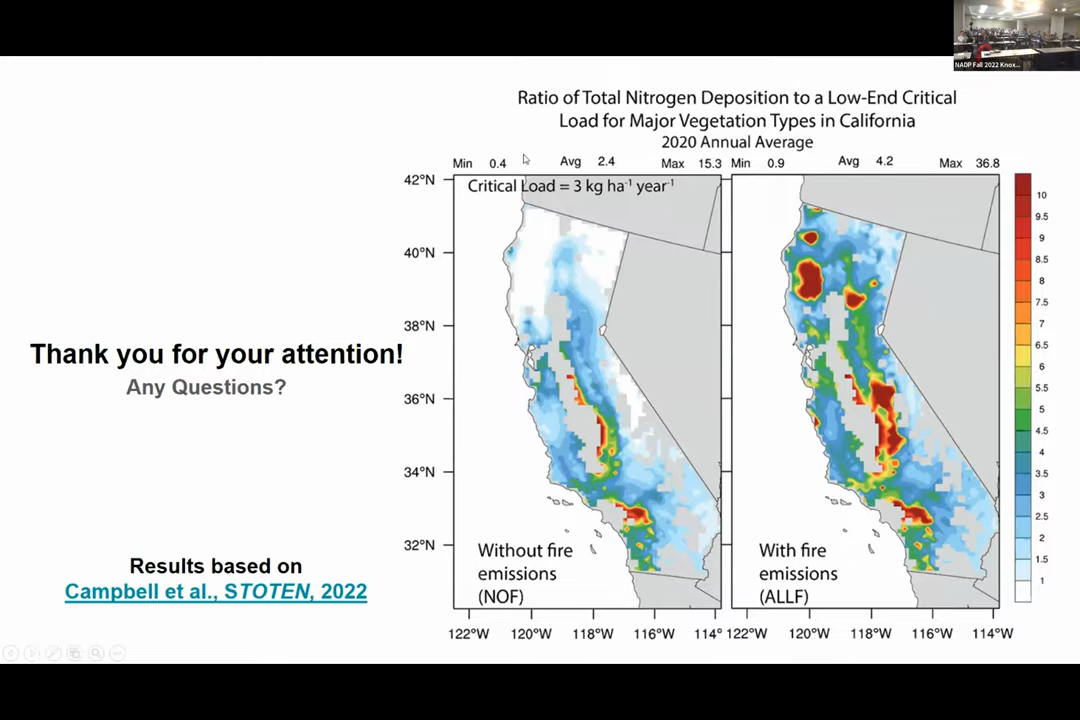 NADP Fall 2022 Knox...
Ratio of Total Nitrogen Deposition to a Low-End Critical
Load for Major Vegetation Types in California
2020 Annual Average
Min 0.4 Avg 2.4 Max 15.3 Min 0.9 Avg 4.2 Max 36.8
Critical Load = 3 kg ha⁻¹ year⁻¹
42°N
40°N
38°N
36°N
34°N
32°N
Without fire
emissions
(NOF)
With fire
emissions
(ALLF)
122°W 120°W 118°W 116°W 114° 122°W 120°W 118°W 116°W 114°W
10
9.5
9
8.5
8
7.5
7
6.5
6
5.5
5
4.5
4
3.5
3
2.5
2
1.5
1
Thank you for your attention!
Any Questions?
Results based on
Campbell et al., STOTEN, 2022